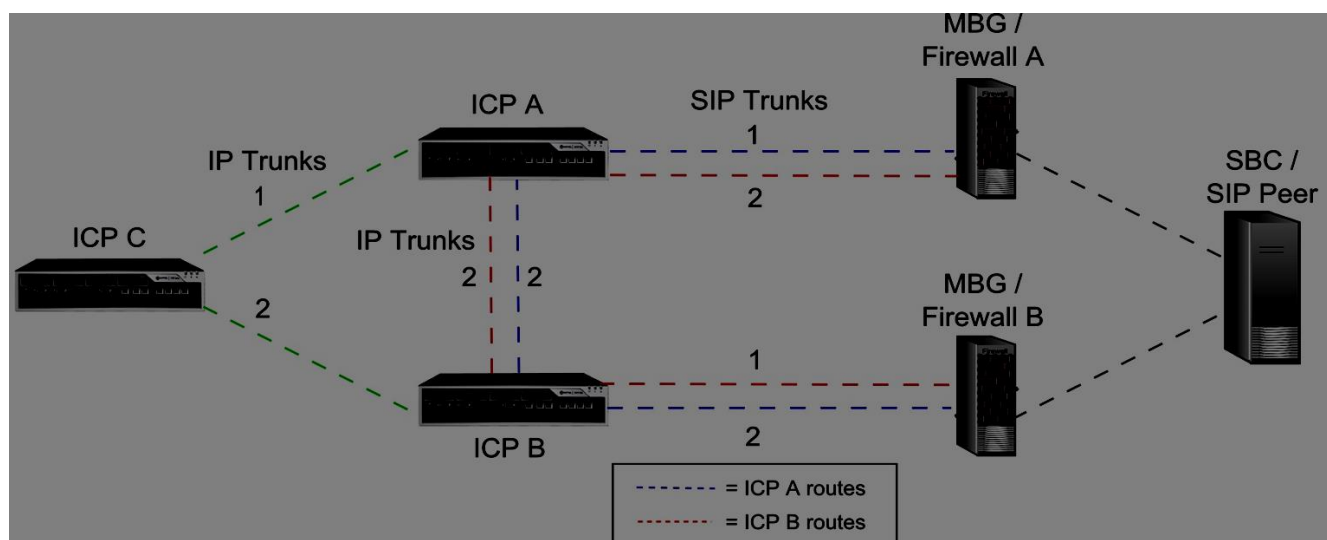 MBG /
Firewall A
ICP A
SIP Trunks
1
IP Trunks
1
2
SBC /
SIP Peer
ICP C
IP Trunks
2
2
2
MBG /
Firewall B
1
2
ICP B
= ICP A routes
= ICP B routes